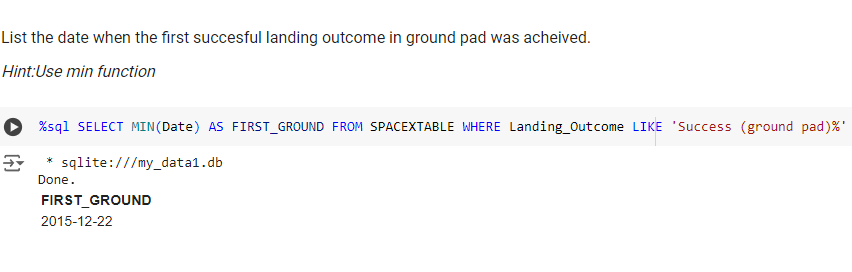 List the date when the first succesful landing outcome in ground pad was acheived.
Hint:Use min function
%sql SELECT MIN(Date) AS FIRST_GROUND FROM SPACEXTABLE WHERE Landing_Outcome LIKE 'Success (ground pad)%'
* sqlite:///my_data1.db
Done.
FIRST_GROUND
2015-12-22